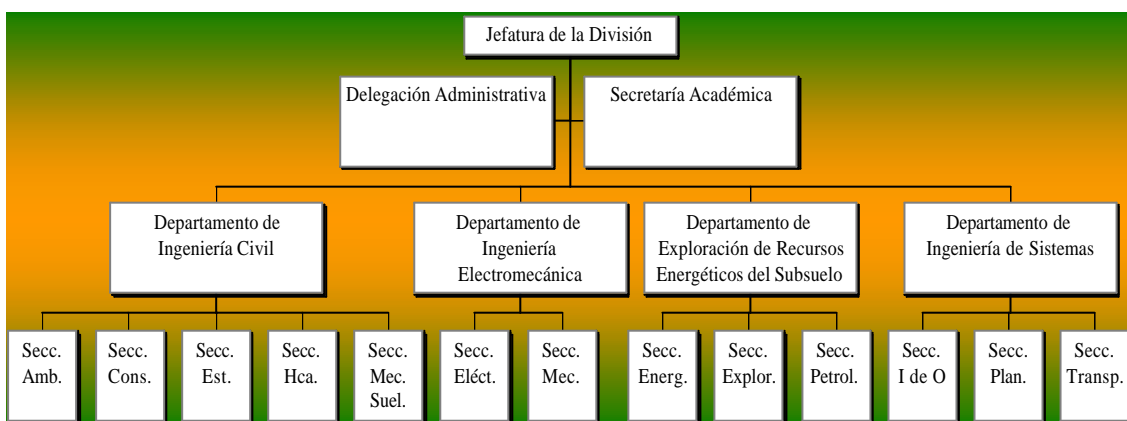 Jefatura de la División
Delegación Administrativa
Secretaría Académica
Departamento de
Ingeniería Civil
Departamento de
Ingeniería
Electromecánica
Departamento de
Exploración de Recursos
Energéticos del Subsuelo
Departamento de
Ingeniería de Sistemas
Secc.
Amb.
Secc.
Cons.
Secc.
Est.
Secc.
Hca.
Secc.
Mec.
Suel.
Secc.
Eléct.
Secc.
Mec.
Secc.
Energ.
Secc.
Explor.
Secc.
Petrol.
Secc.
I de O
Secc.
Plan.
Secc.
Transp.